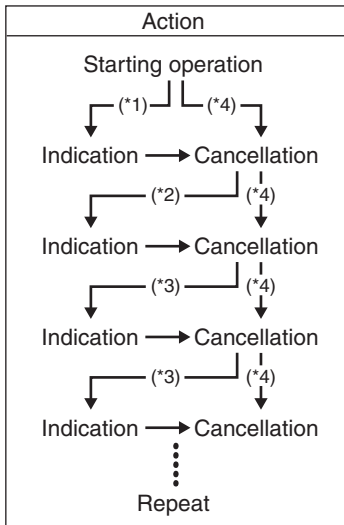 Action
Starting operation
(*1) (*4)
Indication Cancellation
(*2) (*4)
Indication Cancellation
(*3) (*4)
Indication Cancellation
(*3) (*4)
Indication Cancellation
Repeat